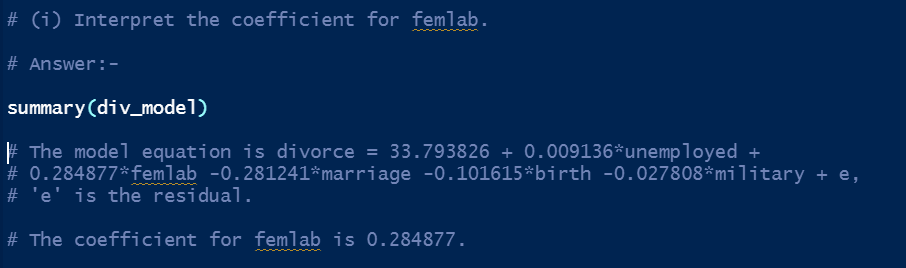 # (i) Interpret the coefficient for femlab.
# Answer:-
summary(div_model)
# The model equation is divorce = 33.793826 + 0.009136*unemployed +
# 0.284877*femlab -0.281241*marriage -0.101615*birth -0.027808*military + e,
# 'e' is the residual.
# The coefficient for femlab is 0.284877.